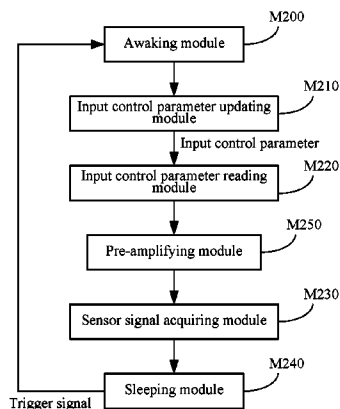 M200
Awaking module
M210
Input control parameter updating
module
Input control parameter
M220
Input control parameter reading
module
M250
Pre-amplifying module
M230
Sensor signal acquiring module
M240
Sleeping module
Trigger signal